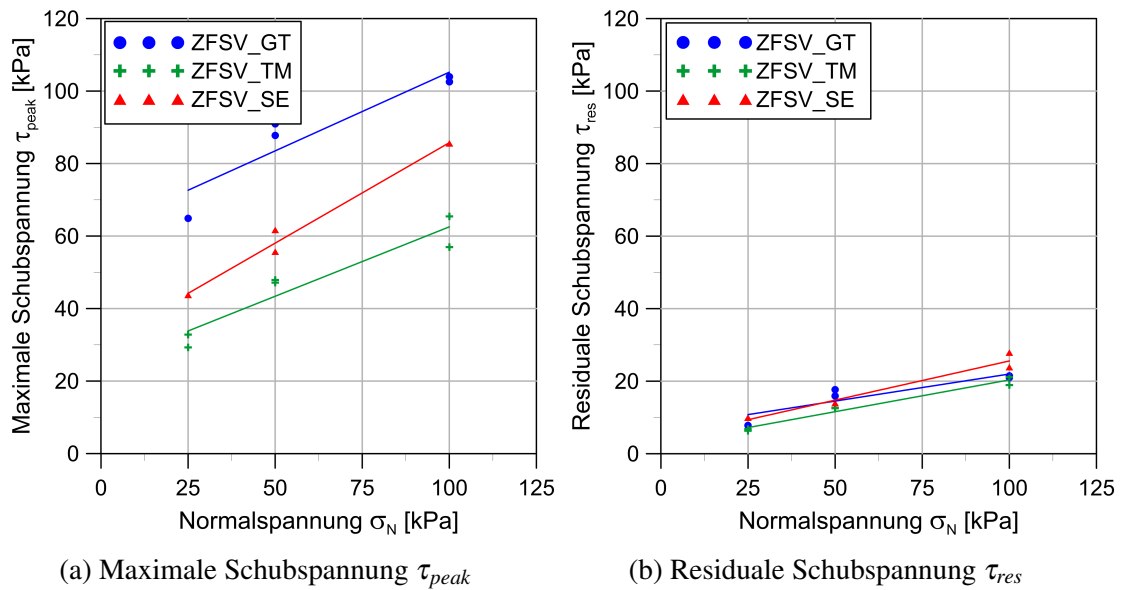 120
100
80
60
40
20
0
0 25 50 75 100 125
Maximale Schubspannung τpeak [kPa]
Normalspannung σN [kPa]
ZFSV_GT
ZFSV_TM
ZFSV_SE
(a) Maximale Schubspannung τpeak
120
100
80
60
40
20
0
0 25 50 75 100 125
Residuale Schubspannung τres [kPa]
Normalspannung σN [kPa]
ZFSV_GT
ZFSV_TM
ZFSV_SE
(b) Residuale Schubspannung τres